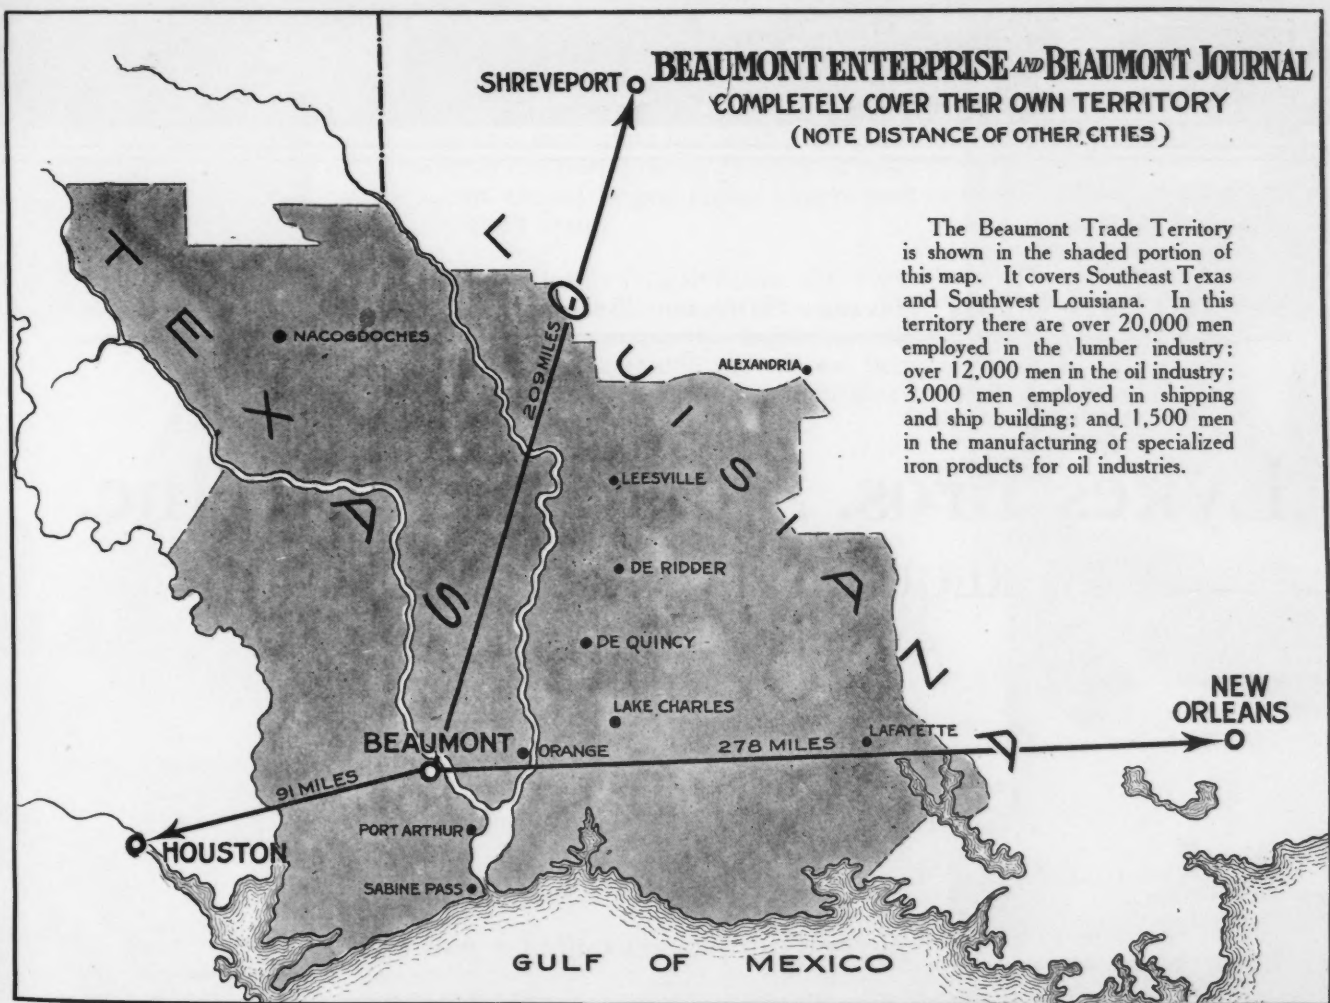 BEAUMONT ENTERPRISE AND BEAUMONT JOURNAL
COMPLETELY COVER THEIR OWN TERRITORY
(NOTE DISTANCE OF OTHER CITIES)
SHREVEPORT
The Beaumont Trade Territory
is shown in the shaded portion of
this map. It covers Southeast Texas
and Southwest Louisiana. In this
territory there are over 20,000 men
employed in the lumber industry;
over 12,000 men in the oil industry;
3,000 men employed in shipping
and ship building; and 1,500 men
in the manufacturing of specialized
iron products for oil industries.
TEXAS
LOUISIANA
NACOGDOCHES
209 MILES
ALEXANDRIA
LEESVILLE
DE RIDDER
DE QUINCY
LAKE CHARLES
LAFAYETTE
NEW
ORLEANS
BEAUMONT
ORANGE
278 MILES
91 MILES
HOUSTON
PORT ARTHUR
SABINE PASS
GULF OF MEXICO